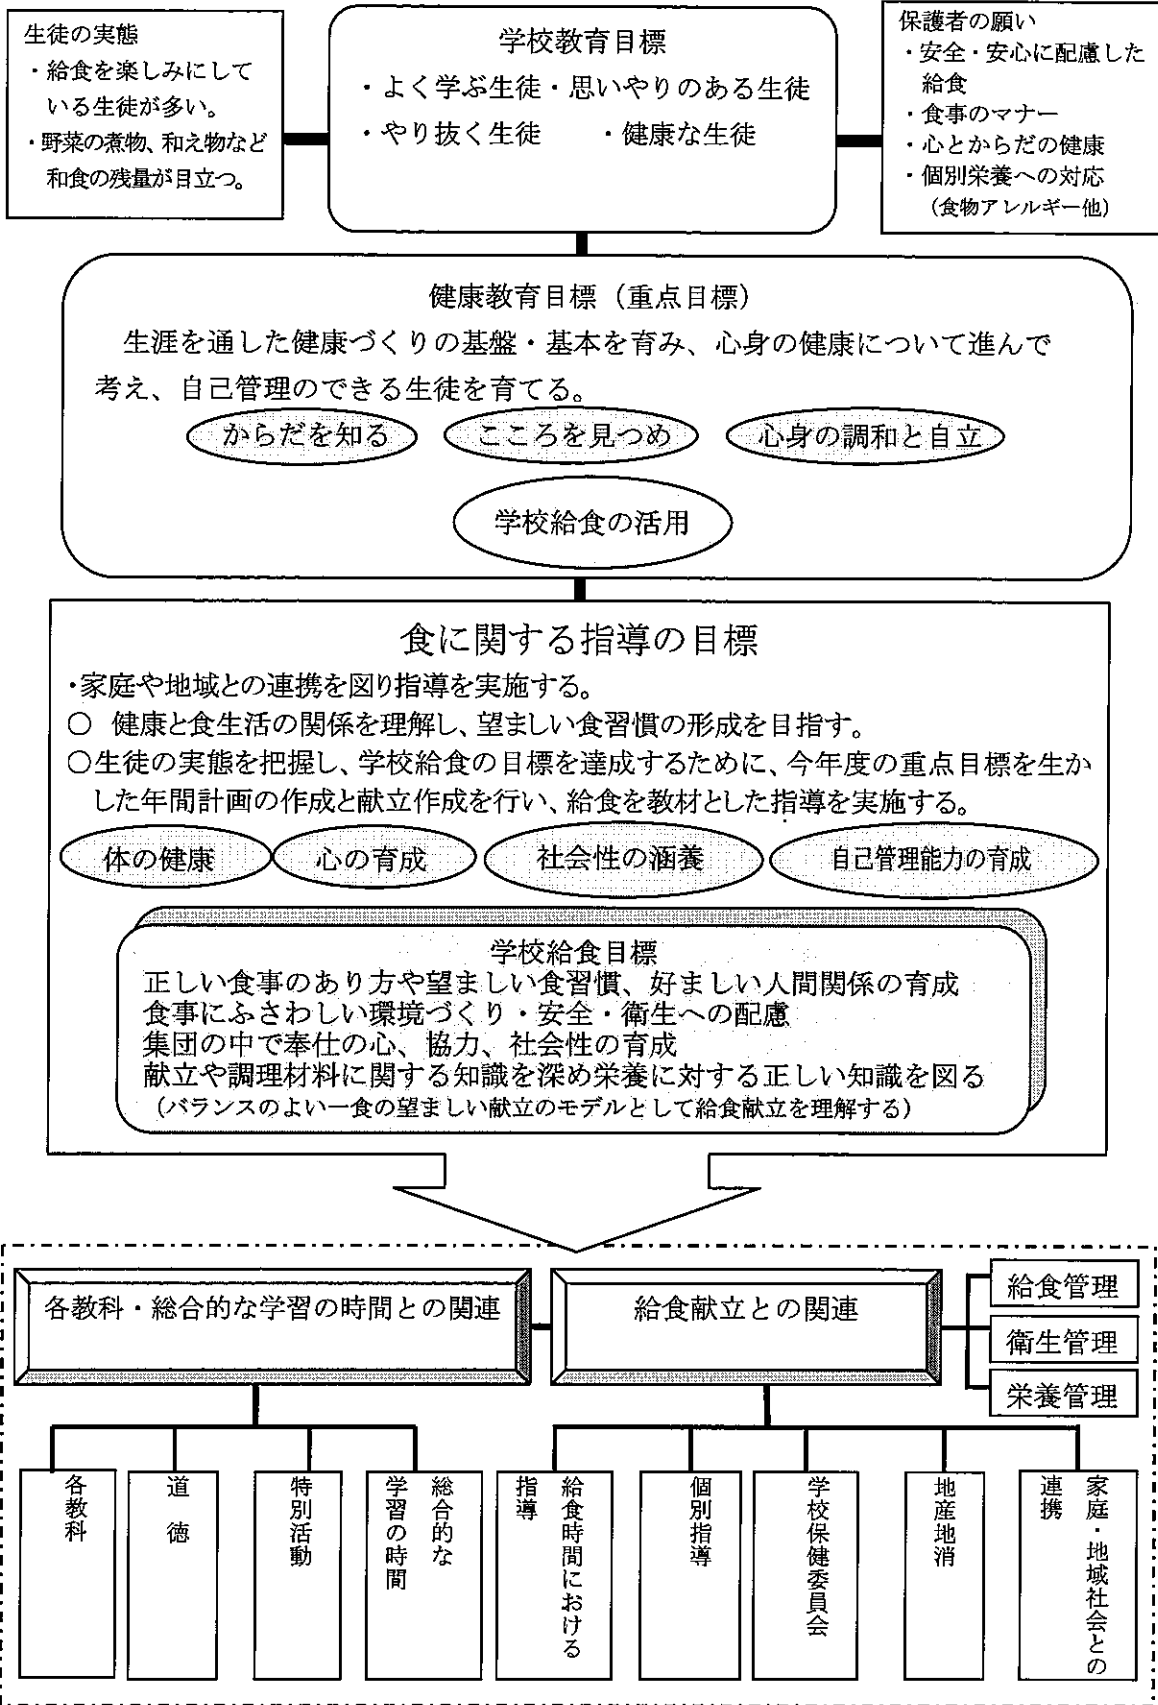 生徒の実態
・給食を楽しみにして
いる生徒が多い。
・野菜の煮物、和え物など
和食の残量が目立つ。
学校教育目標
・よく学ぶ生徒・思いやりのある生徒
・やり抜く生徒　　・健康な生徒
保護者の願い
・安全・安心に配慮した
給食
・食事のマナー
・心とからだの健康
・個別栄養への対応
（食物アレルギー他）
健康教育目標（重点目標）
生涯を通した健康づくりの基盤・基本を育み、心身の健康について進んで
考え、自己管理のできる生徒を育てる。
からだを知る
こころを見つめ
心身の調和と自立
学校給食の活用
食に関する指導の目標
・家庭や地域との連携を図り指導を実施する。
○ 健康と食生活の関係を理解し、望ましい食習慣の形成を目指す。
○生徒の実態を把握し、学校給食の目標を達成するために、今年度の重点目標を生か
した年間計画の作成と献立作成を行い、給食を教材とした指導を実施する。
体の健康
心の育成
社会性の涵養
自己管理能力の育成
学校給食目標
正しい食事のあり方や望ましい食習慣、好ましい人間関係の育成
食事にふさわしい環境づくり・安全・衛生への配慮
集団の中で奉仕の心、協力、社会性の育成
献立や調理材料に関する知識を深め栄養に対する正しい知識を図る
（バランスのよい一食の望ましい献立のモデルとして給食献立を理解する）
各教科・総合的な学習の時間との関連
給食献立との関連
給食管理
衛生管理
栄養管理
各教科
道　徳
特別活動
総合的な
学習の時間
給食時間における
指導
個別指導
学校保健委員会
地産地消
家庭・地域社会との
連携